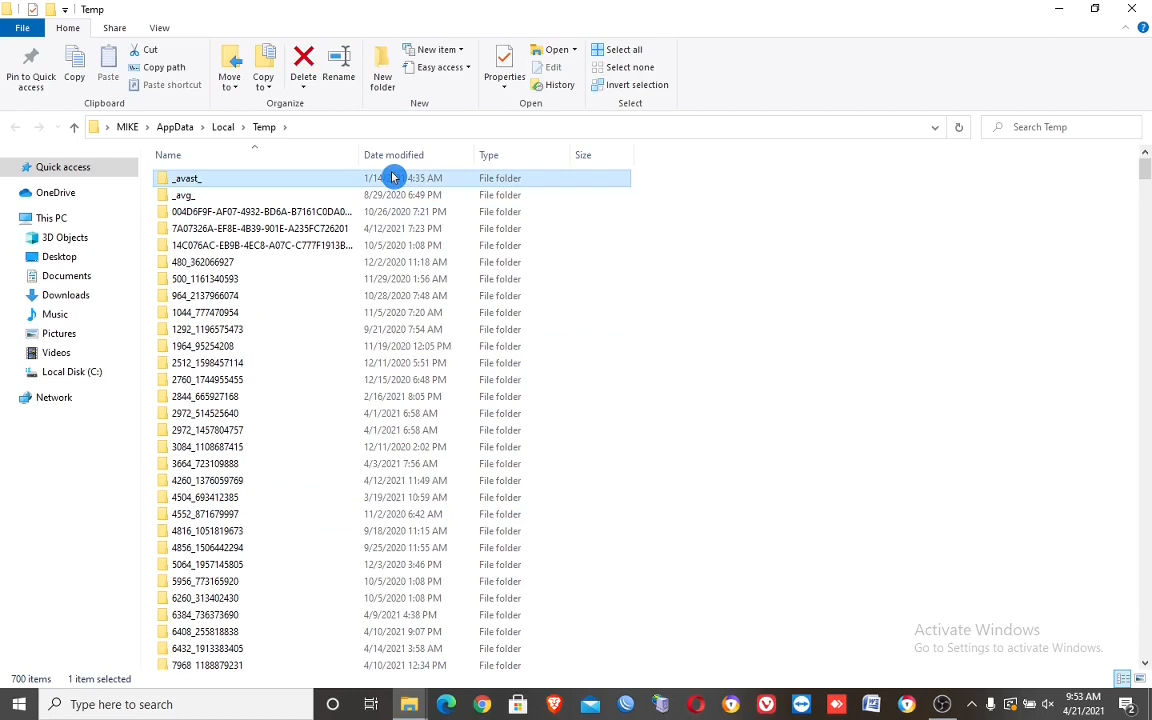 Temp
File Home Share View
Pin to Quick access
Copy
Paste
Cut
Copy path
Paste shortcut
Clipboard
Move to
Copy to
Delete
Rename
Organize
New folder
New item
Easy access
New
Properties
Open
Edit
History
Open
Select all
Select none
Invert selection
Select
MIKE > AppData > Local > Temp >
Search Temp
Quick access
OneDrive
This PC
3D Objects
Desktop
Documents
Downloads
Music
Pictures
Videos
Local Disk (C:)
Network
Name Date modified Type Size
_avast_ 1/14 4:35 AM File folder
_avg_ 8/29/2020 6:49 PM File folder
004D6F9F-AF07-4932-BD6A-B7161C0DA0... 10/26/2020 7:21 PM File folder
7A07326A-EF8E-4B39-901E-A235FC726201 4/12/2021 7:23 PM File folder
14C076AC-EB9B-4EC8-A07C-C777F1913B... 10/5/2020 1:08 PM File folder
480_362066927 12/2/2020 11:18 AM File folder
500_1161340593 11/29/2020 1:56 AM File folder
964_2137966074 10/28/2020 7:48 AM File folder
1044_777470954 11/5/2020 7:20 AM File folder
1292_1196575473 9/21/2020 7:54 AM File folder
1964_95254208 11/19/2020 12:05 PM File folder
2512_1598457114 12/11/2020 5:51 PM File folder
2760_1744955455 12/15/2020 6:48 PM File folder
2844_665927168 2/16/2021 8:05 PM File folder
2972_514525640 4/1/2021 6:58 AM File folder
2972_1457804757 4/1/2021 6:58 AM File folder
3084_1108687415 12/11/2020 2:02 PM File folder
3664_723109888 4/3/2021 7:56 AM File folder
4260_1376059769 4/12/2021 11:49 AM File folder
4504_693412385 3/19/2021 10:59 AM File folder
4552_871679997 11/2/2020 6:42 AM File folder
4816_1051819673 9/18/2020 11:15 AM File folder
4856_1506442294 9/25/2020 11:55 AM File folder
5064_1957145805 12/3/2020 3:46 PM File folder
5956_773165920 10/5/2020 1:08 PM File folder
6260_313402430 10/5/2020 1:08 PM File folder
6384_736373690 4/9/2021 4:38 PM File folder
6408_255818838 4/10/2021 9:07 PM File folder
6432_1913383405 4/14/2021 3:58 AM File folder
7968_1188879231 4/10/2021 12:34 PM File folder
Activate Windows
Go to Settings to activate Windows.
700 items 1 item selected
Type here to search
9:53 AM
4/21/2021
2